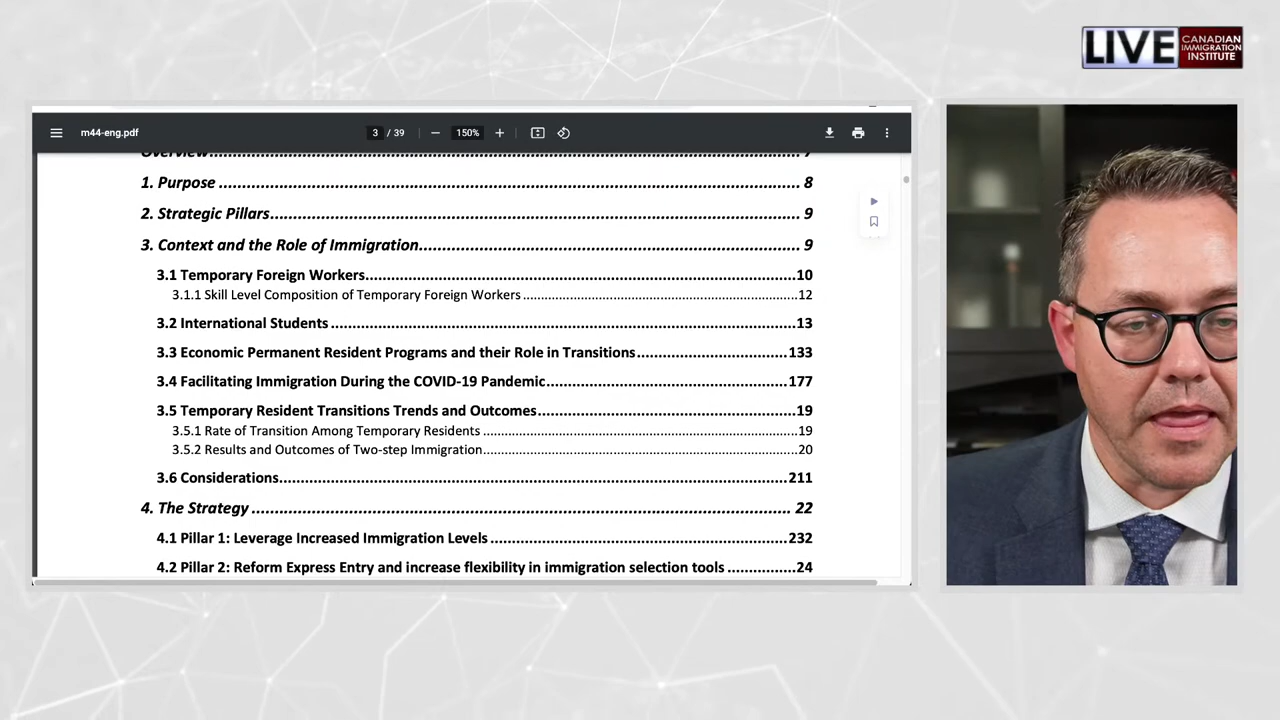 LIVE
CANADIAN
IMMIGRATION
INSTITUTE
m44-eng.pdf
3 / 39
150%
Overview 7
1. Purpose 8
2. Strategic Pillars 9
3. Context and the Role of Immigration 9
3.1 Temporary Foreign Workers 10
3.1.1 Skill Level Composition of Temporary Foreign Workers 12
3.2 International Students 13
3.3 Economic Permanent Resident Programs and their Role in Transitions 133
3.4 Facilitating Immigration During the COVID-19 Pandemic 177
3.5 Temporary Resident Transitions Trends and Outcomes 19
3.5.1 Rate of Transition Among Temporary Residents 19
3.5.2 Results and Outcomes of Two-step Immigration 20
3.6 Considerations 211
4. The Strategy 22
4.1 Pillar 1: Leverage Increased Immigration Levels 232
4.2 Pillar 2: Reform Express Entry and increase flexibility in immigration selection tools 24